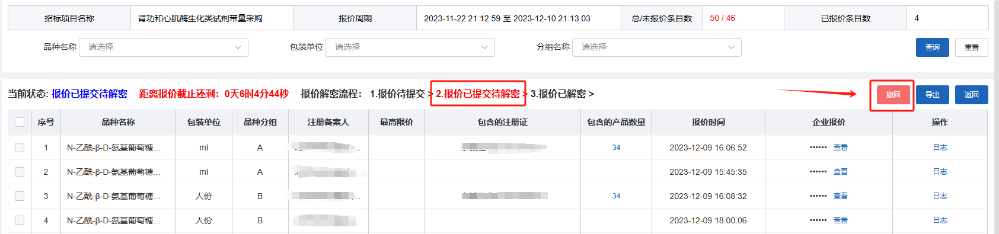 招标项目名称 肾功和心肌酶生化类试剂带量采购 报价周期 2023-11-22 21:12:59 至 2023-12-10 21:13:03 总/未报价条目数 50 / 46 已报价条目数 4
品种名称 请选择 包装单位 请选择 分组名称 请选择 查询 重置
当前状态: 报价已提交待解密 距离报价截止还剩：0天6时4分44秒 报价解密流程： 1.报价待提交 > 2.报价已提交待解密 > 3.报价已解密 > 撤回 导出 返回
序号 品种名称 包装单位 品种分组 注册备案人 最高限价 包含的注册证 包含的产品数量 报价时间 企业报价 操作
1 N-乙酰-β-D-氨基葡萄糖... ml A 34 2023-12-09 16:06:52 •••••• 查看 日志
2 N-乙酰-β-D-氨基葡萄糖... ml A 2023-12-09 15:45:35 •••••• 查看 日志
3 N-乙酰-β-D-氨基葡萄糖... 人份 B 34 2023-12-09 16:08:32 •••••• 查看 日志
4 N-乙酰-β-D-氨基葡萄糖... 人份 B 2023-12-09 18:00:06 •••••• 查看 日志